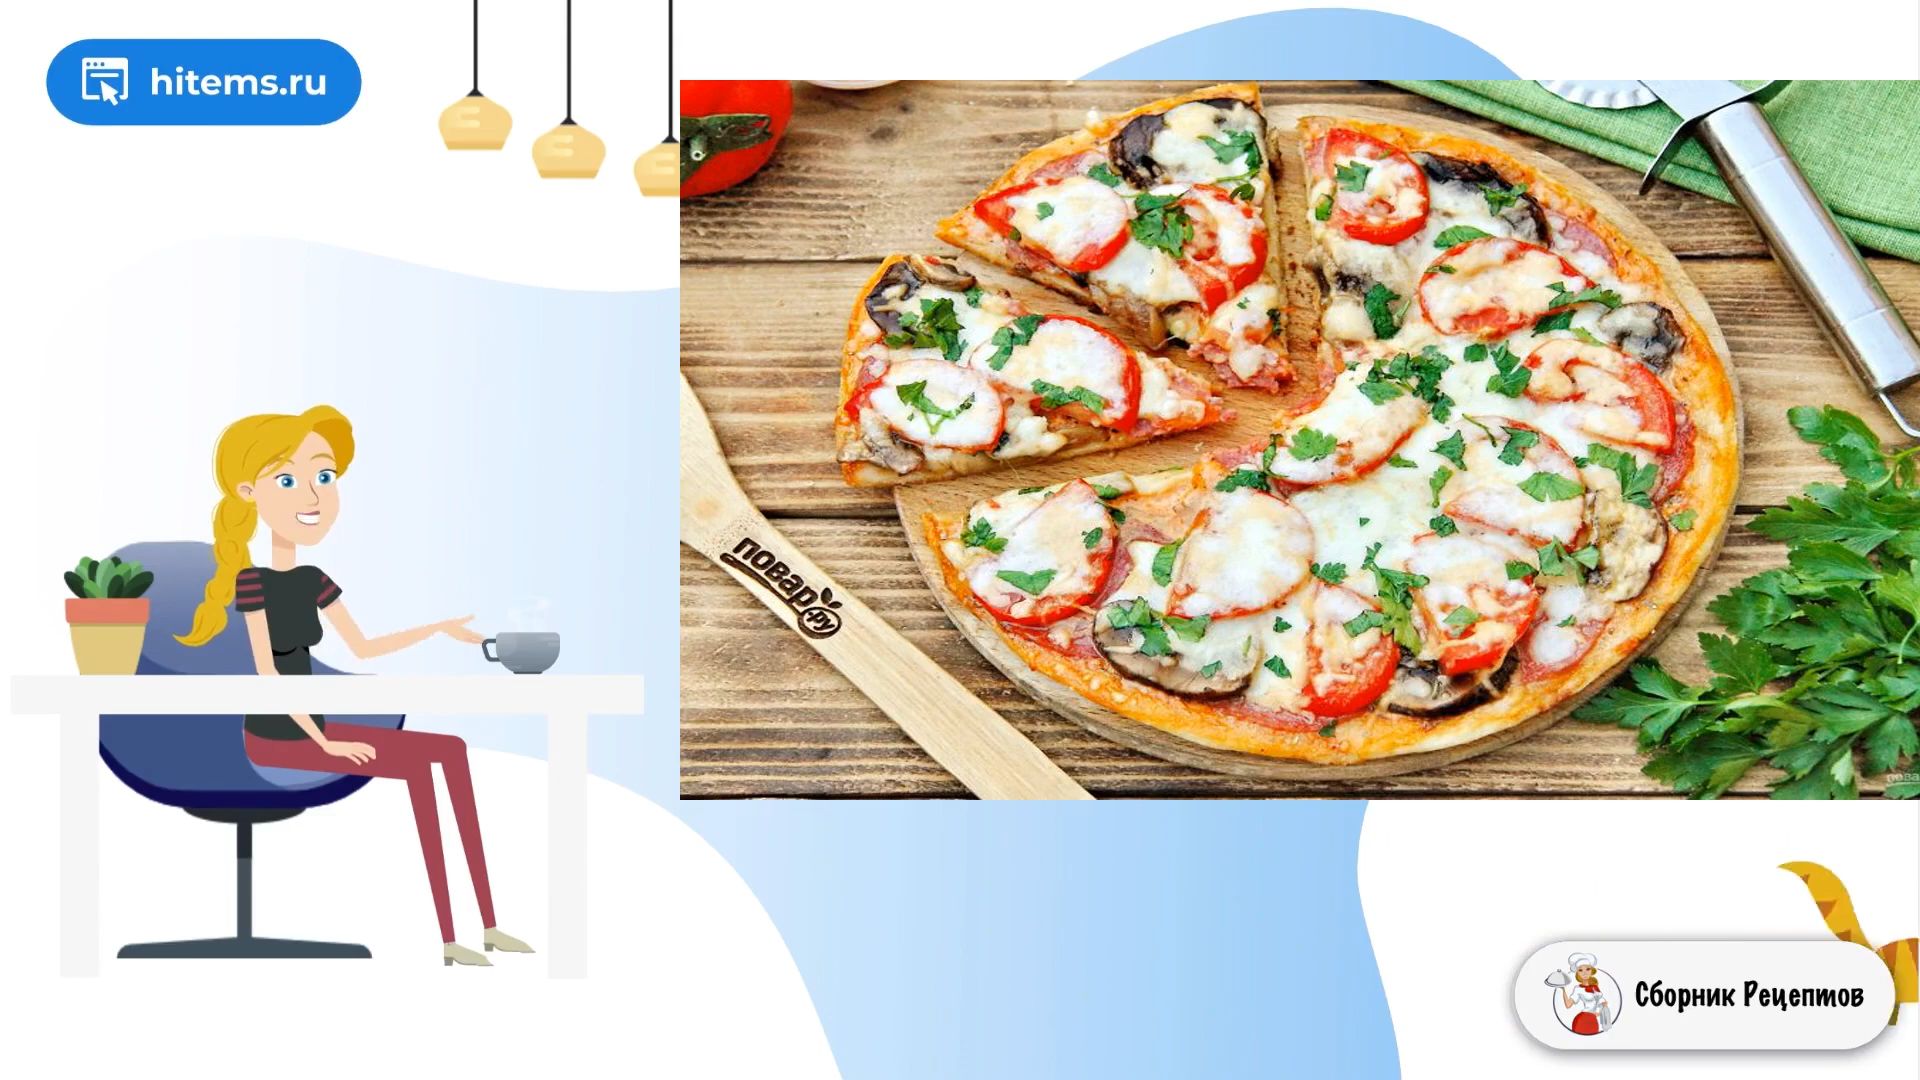 hitems.ru
повар.ру
Сборник Рецептов